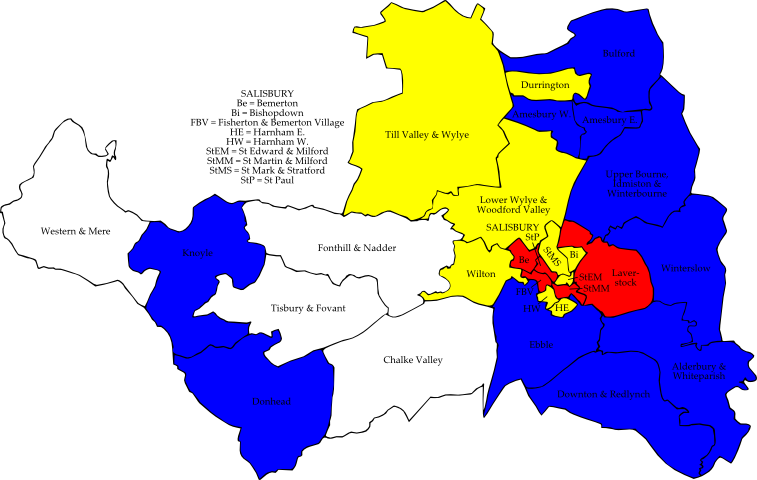 Bulford
Durrington
SALISBURY
Be = Bemerton
Bi = Bishopdown
FBV = Fisherton & Bemerton Village
HE = Harnham E.
HW = Harnham W.
StEM = St Edward & Milford
StMM = St Martin & Milford
StMS = St Mark & Stratford
StP = St Paul
Amesbury W.
Amesbury E.
Till Valley & Wylye
Upper Bourne,
Idmiston &
Winterbourne
Lower Wylye &
Woodford Valley
Western & Mere
SALISBURY
StP
Fonthill & Nadder
Knoyle
StMS
Bi
Be
Wilton
Winterslow
StEM
Laver-
stock
StMM
FBV
Tisbury & Fovant
HW
HE
Ebble
Chalke Valley
Alderbury &
Whiteparish
Downton & Redlynch
Donhead